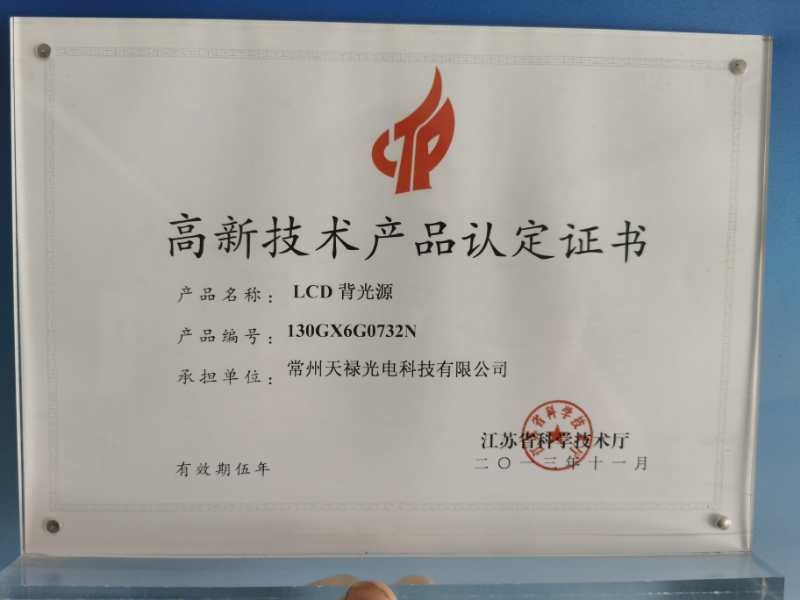 高新技术产品认定证书
产品名称： LCD 背光源
产品编号： 130GX6G0732N
承担单位： 常州天禄光电科技有限公司
江苏省科学技术厅
有效期伍年
二〇一三年十一月